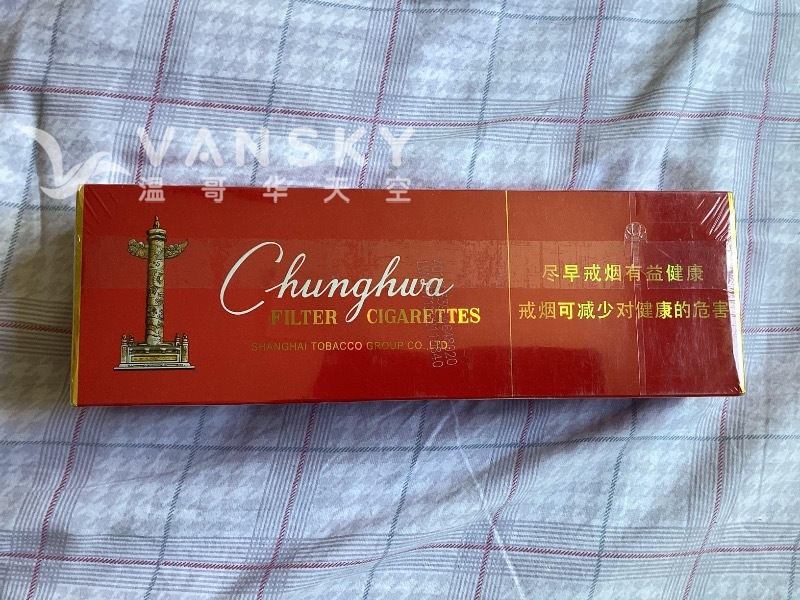 VANSKY
温哥华天空
Chunghwa
FILTER CIGARETTES
SHANGHAI TOBACCO GROUP CO., LTD.
尽早戒烟有益健康
戒烟可减少对健康的危害